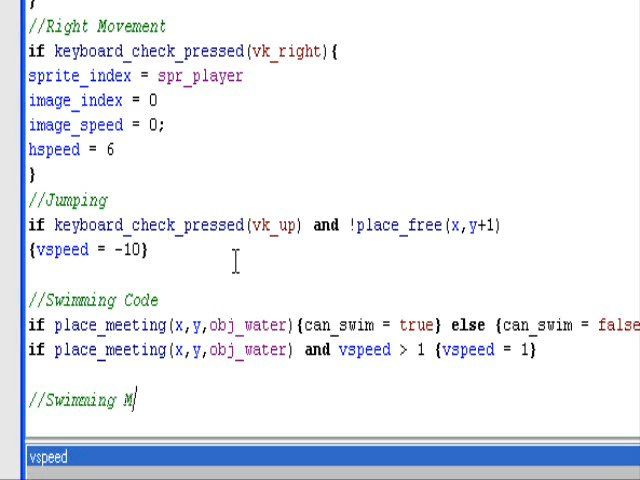 }
//Right Movement
if keyboard_check_pressed(vk_right){
sprite_index = spr_player
image_index = 0
image_speed = 0;
hspeed = 6
}
//Jumping
if keyboard_check_pressed(vk_up) and !place_free(x,y+1)
{vspeed = -10}
//Swimming Code
if place_meeting(x,y,obj_water){can_swim = true} else {can_swim = false
if place_meeting(x,y,obj_water) and vspeed > 1 {vspeed = 1}
//Swimming M
vspeed